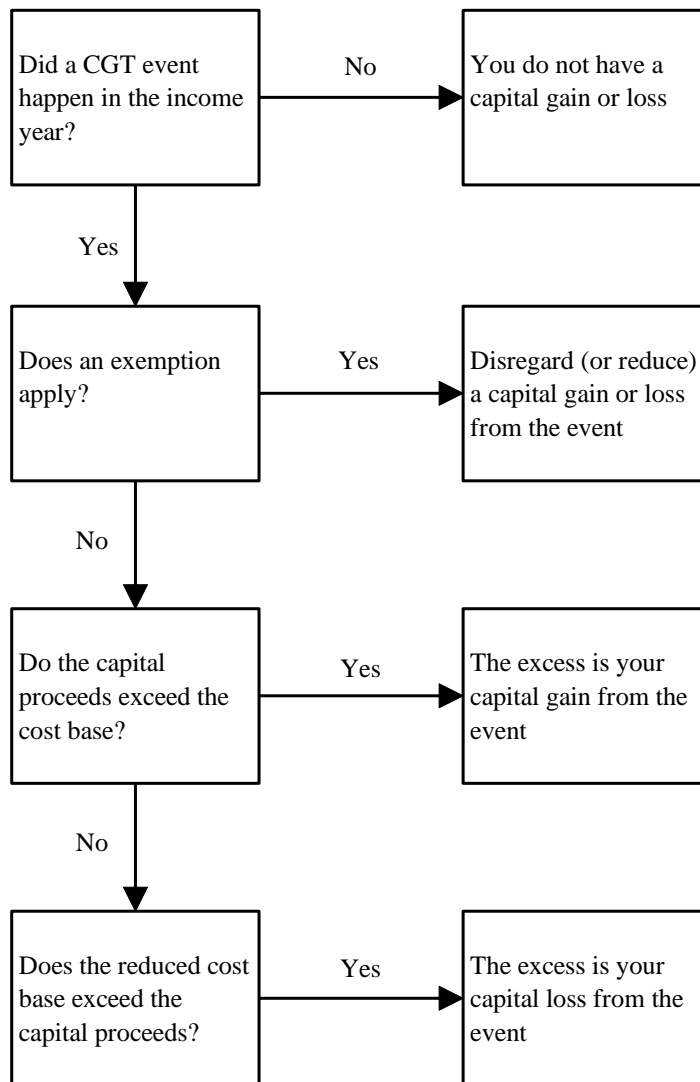 Did a CGT event
happen in the income
year?
No
You do not have a
capital gain or loss
Yes
Does an exemption
apply?
Yes
Disregard (or reduce)
a capital gain or loss
from the event
No
Do the capital
proceeds exceed the
cost base?
Yes
The excess is your
capital gain from the
event
No
Does the reduced cost
base exceed the
capital proceeds?
Yes
The excess is your
capital loss from the
event